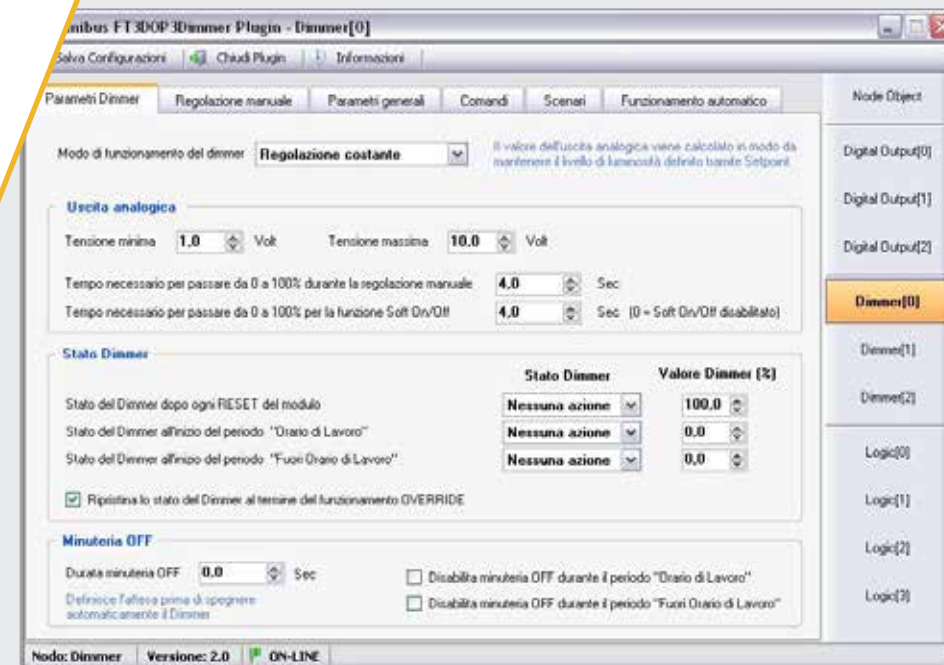 nibus FT3DOP3Dimmer Plugin - Dimmer[0]
Salva Configurazioni Chiudi Plugin Informazioni
Parametri Dimmer Regolazione manuale Parametri generali Comandi Scenari Funzionamento automatico
Node Object
Modo di funzionamento del dimmer Regolazione costante
Il valore dell'uscita analogica viene calcolato in modo da
mantenere il livello di luminosità definito tramite Setpoint
Digital Output[0]
Digital Output[1]
Digital Output[2]
Dimmer[0]
Dimmer[1]
Dimmer[2]
Logic[0]
Logic[1]
Logic[2]
Logic[3]
Uscita analogica
Tensione minima 1,0 Volt Tensione massima 10,0 Volt
Tempo necessario per passare da 0 a 100% durante la regolazione manuale 4,0 Sec
Tempo necessario per passare da 0 a 100% per la funzione Soft On/Off 4,0 Sec (0 = Soft On/Off disabilitato)
Stato Dimmer
Stato Dimmer Valore Dimmer (%)
Stato del Dimmer dopo ogni RESET del modulo Nessuna azione 100,0
Stato del Dimmer all'inizio del periodo "Orario di Lavoro" Nessuna azione 0,0
Stato del Dimmer all'inizio del periodo "Fuori Orario di Lavoro" Nessuna azione 0,0
Ripristina lo stato del Dimmer al termine del funzionamento OVERRIDE
Minuteria OFF
Durata minuteria OFF 0,0 Sec
Definisce l'attesa prima di spegnere
automaticamente il Dimmer
Disabilita minuteria OFF durante il periodo "Orario di Lavoro"
Disabilita minuteria OFF durante il periodo "Fuori Orario di Lavoro"
Nodo: Dimmer Versione: 2.0 ON-LINE